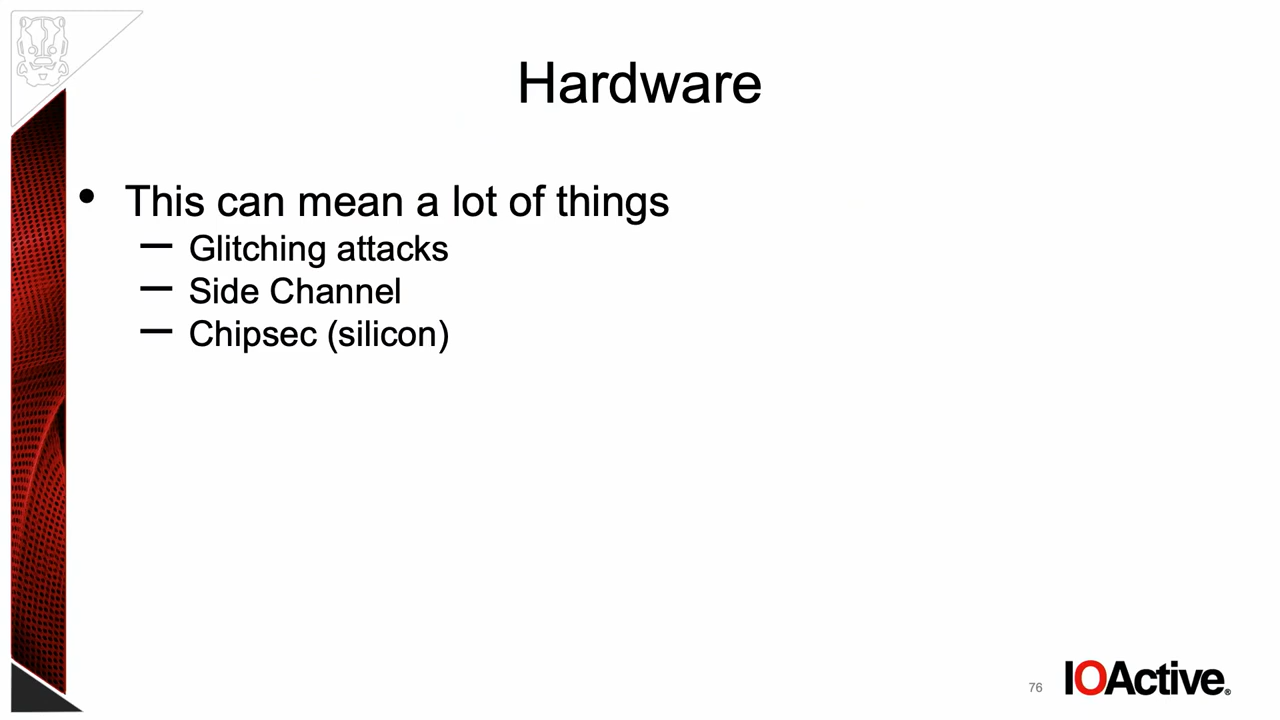 Hardware
• This can mean a lot of things
— Glitching attacks
— Side Channel
— Chipsec (silicon)
76
IOActive®